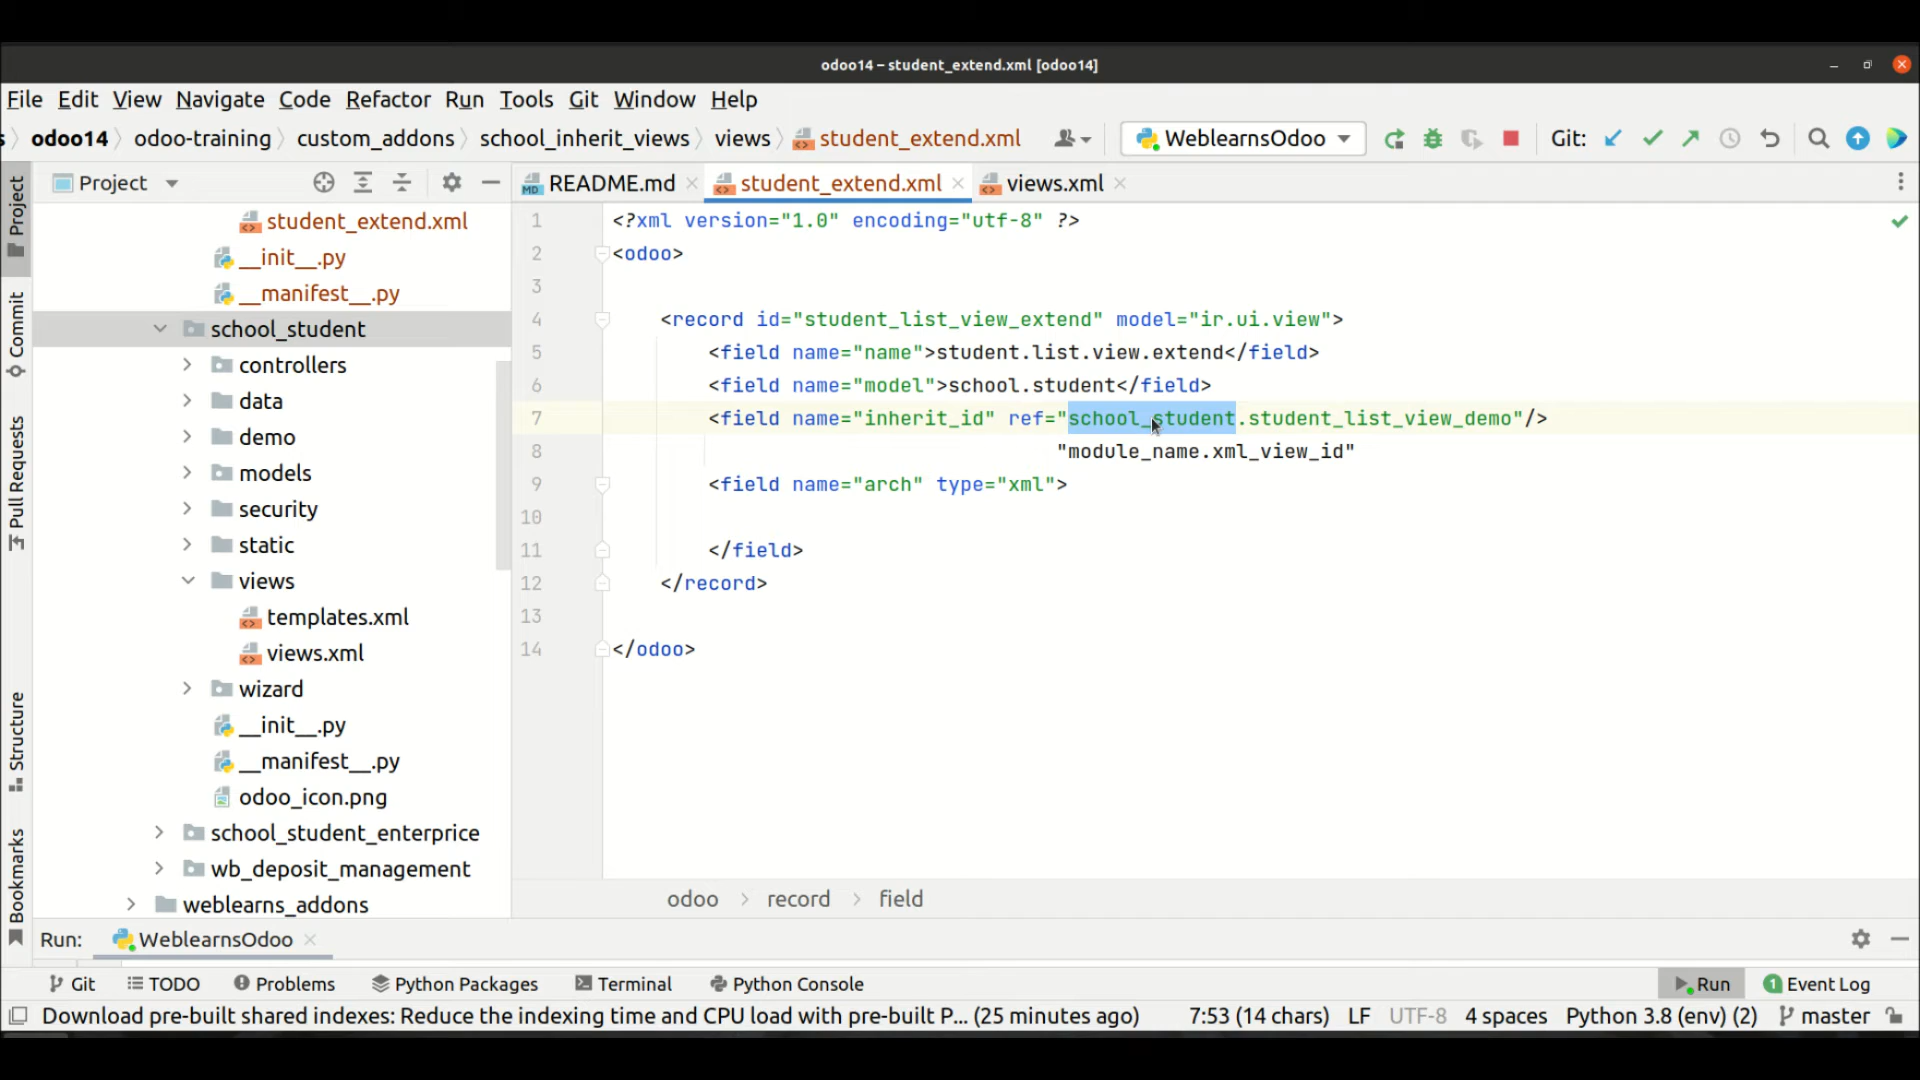 odoo14 – student_extend.xml [odoo14]
File Edit View Navigate Code Refactor Run Tools Git Window Help
s 〉 odoo14 〉 odoo-training 〉 custom_addons 〉 school_inherit_views 〉 views 〉 student_extend.xml WeblearnsOdoo Git:
Project
README.md student_extend.xml views.xml
student_extend.xml
__init__.py
__manifest__.py
school_student
controllers
data
demo
models
security
static
views
templates.xml
views.xml
wizard
__init__.py
__manifest__.py
odoo_icon.png
school_student_enterprice
wb_deposit_management
weblearns_addons
Project
Commit
Pull Requests
Structure
Bookmarks
1 <?xml version="1.0" encoding="utf-8" ?>
2 <odoo>
3
4 <record id="student_list_view_extend" model="ir.ui.view">
5 <field name="name">student.list.view.extend</field>
6 <field name="model">school.student</field>
7 <field name="inherit_id" ref="school_student.student_list_view_demo"/>
8 "module_name.xml_view_id"
9 <field name="arch" type="xml">
10
11 </field>
12 </record>
13
14 </odoo>
odoo 〉 record 〉 field
Run: WeblearnsOdoo
Git TODO Problems Python Packages Terminal Python Console Run 1 Event Log
Download pre-built shared indexes: Reduce the indexing time and CPU load with pre-built P... (25 minutes ago) 7:53 (14 chars) LF UTF-8 4 spaces Python 3.8 (env) (2) master